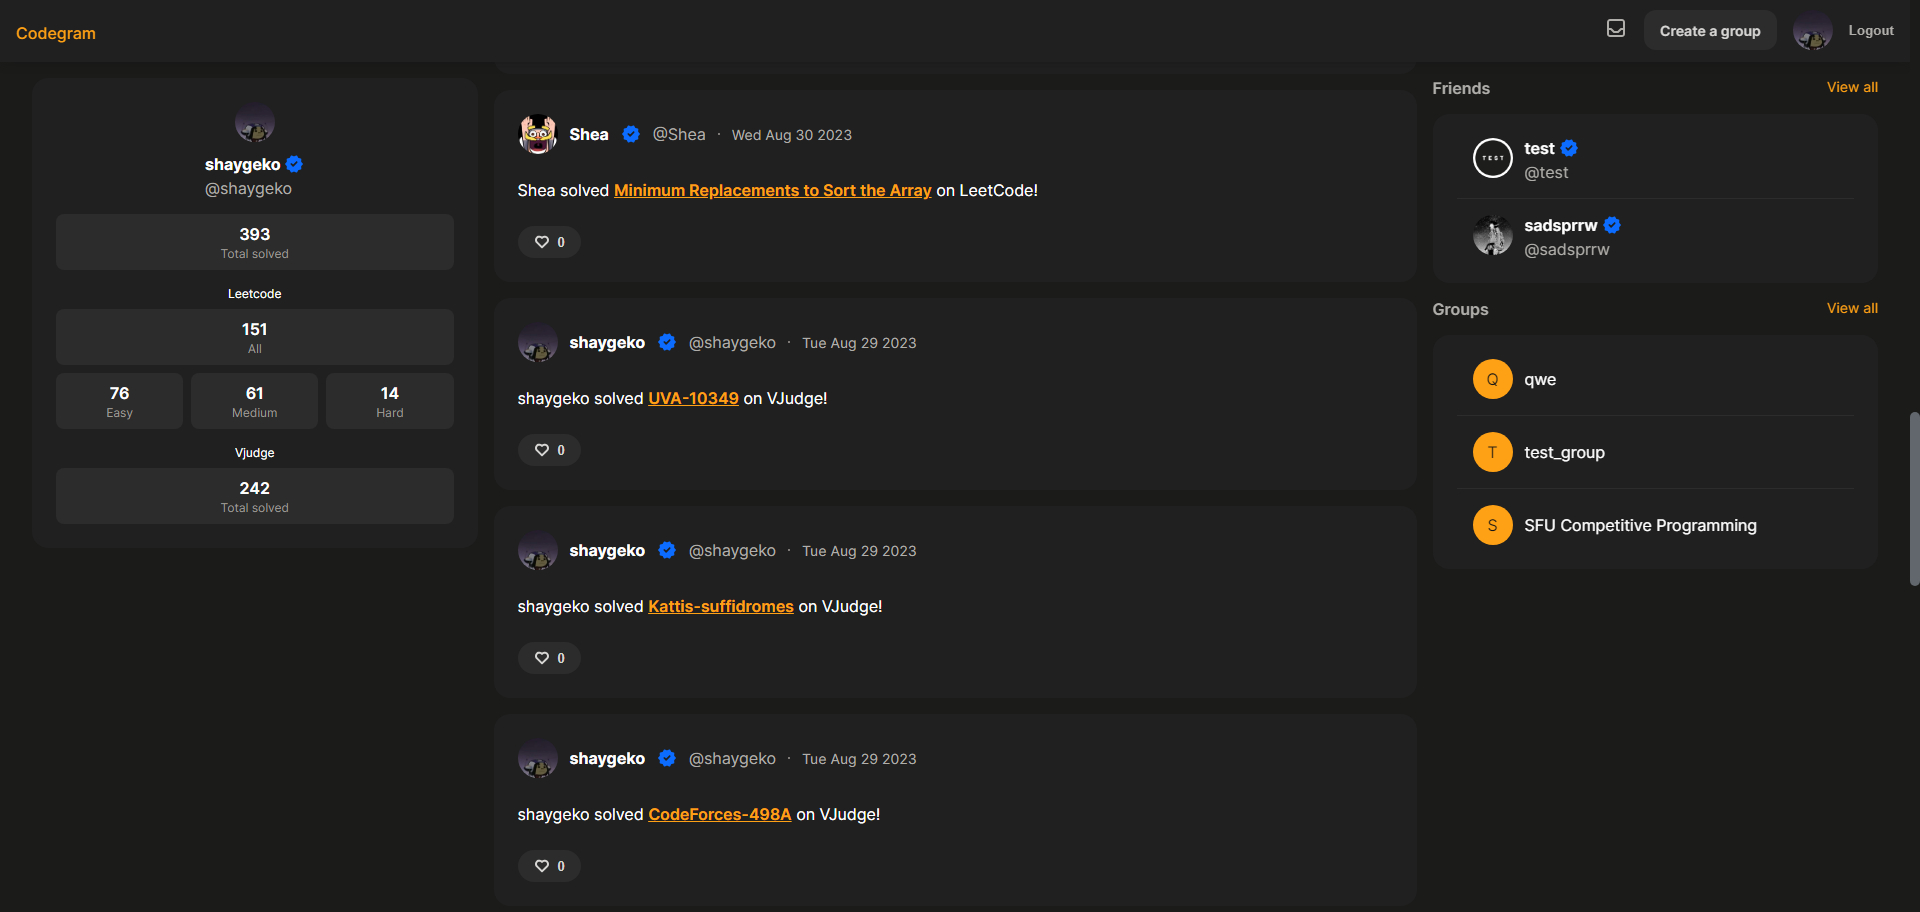 Codegram
Create a group
Logout
shaygeko
@shaygeko
393
Total solved
Leetcode
151
All
76
Easy
61
Medium
14
Hard
Vjudge
242
Total solved
Shea @Shea · Wed Aug 30 2023
Shea solved Minimum Replacements to Sort the Array on LeetCode!
0
shaygeko @shaygeko · Tue Aug 29 2023
shaygeko solved UVA-10349 on VJudge!
0
shaygeko @shaygeko · Tue Aug 29 2023
shaygeko solved Kattis-suffidromes on VJudge!
0
shaygeko @shaygeko · Tue Aug 29 2023
shaygeko solved CodeForces-498A on VJudge!
0
Friends View all
TEST
test
@test
sadsprrw
@sadsprrw
Groups View all
Q qwe
T test_group
S SFU Competitive Programming